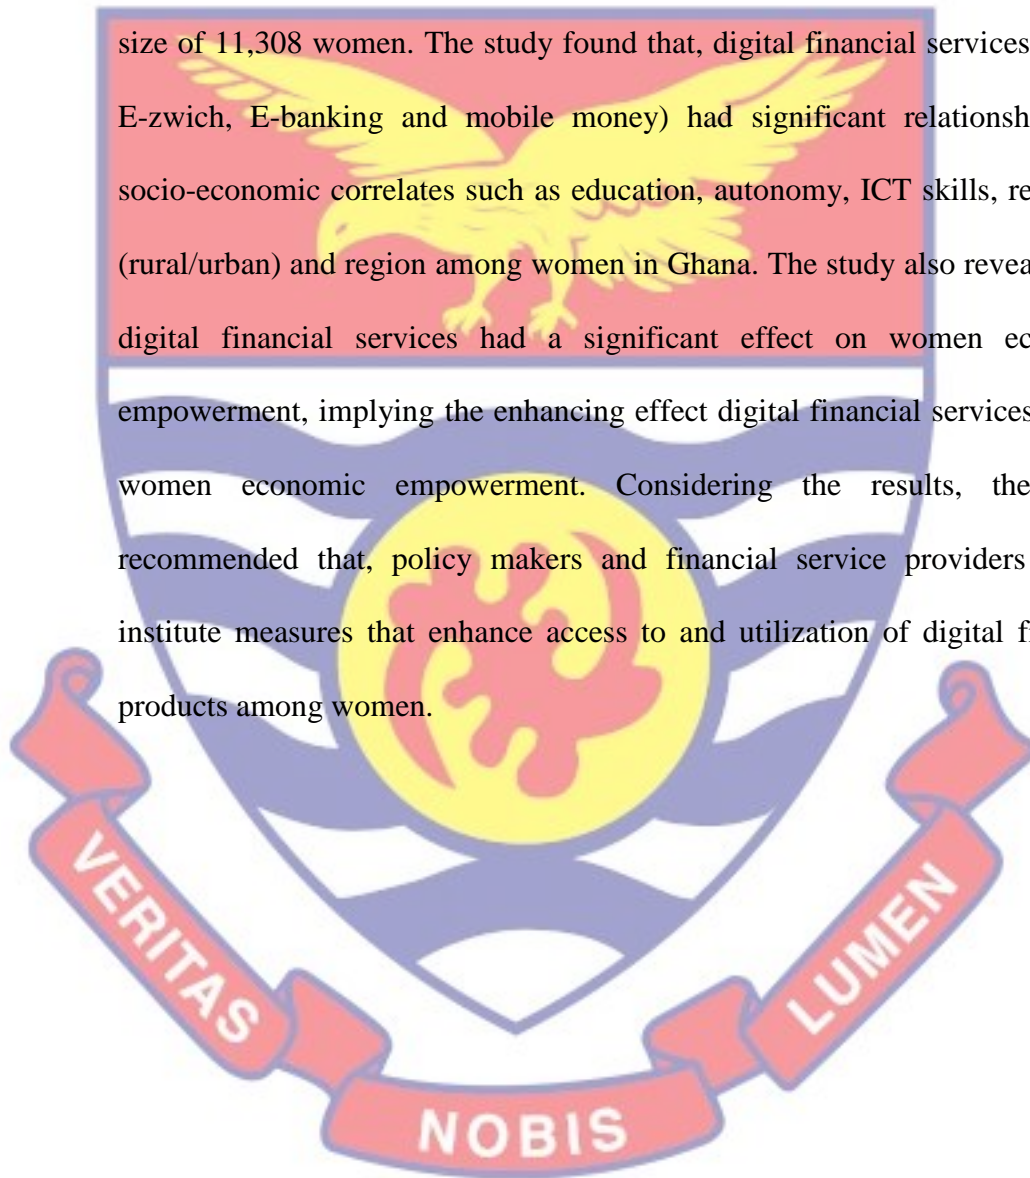 size of 11,308 women. The study found that, digital financial services
E-zwich, E-banking and mobile money) had significant relationsh
socio-economic correlates such as education, autonomy, ICT skills, re
(rural/urban) and region among women in Ghana. The study also revea
digital financial services had a significant effect on women ec
empowerment, implying the enhancing effect digital financial services
women economic empowerment. Considering the results, the
recommended that, policy makers and financial service providers
institute measures that enhance access to and utilization of digital fi
products among women.
VERITAS
NOBIS
LUMEN